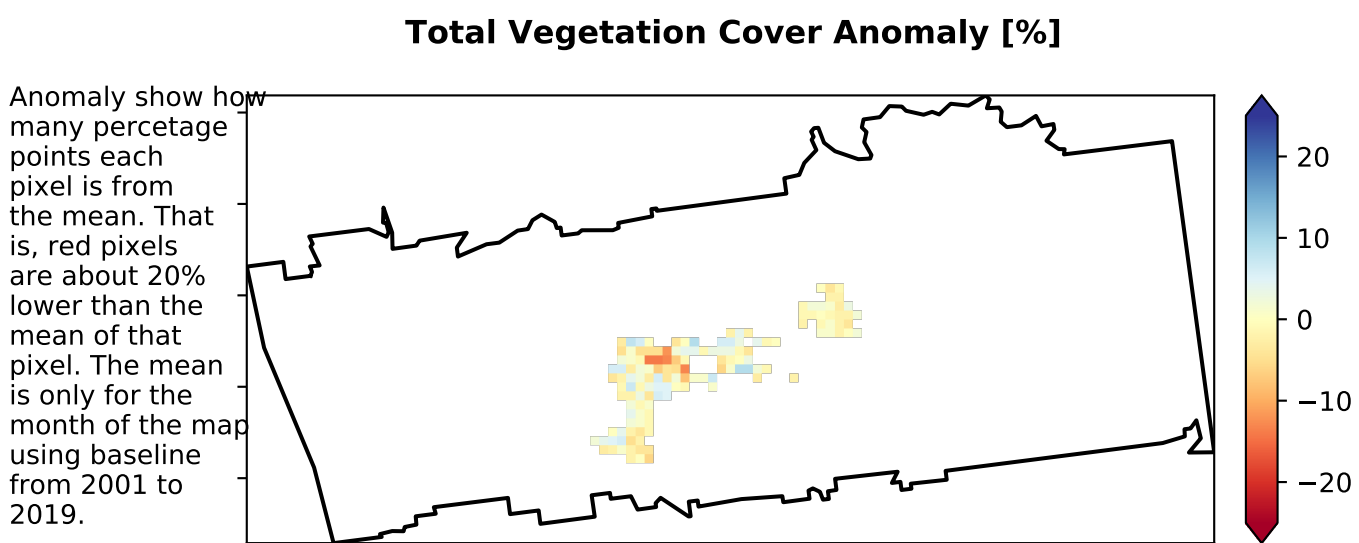 Total Vegetation Cover Anomaly [%]
Anomaly show how
many percetage
points each
pixel is from
the mean. That
is, red pixels
are about 20%
lower than the
mean of that
pixel. The mean
is only for the
month of the map
using baseline
from 2001 to
2019.
20
10
0
−10
−20